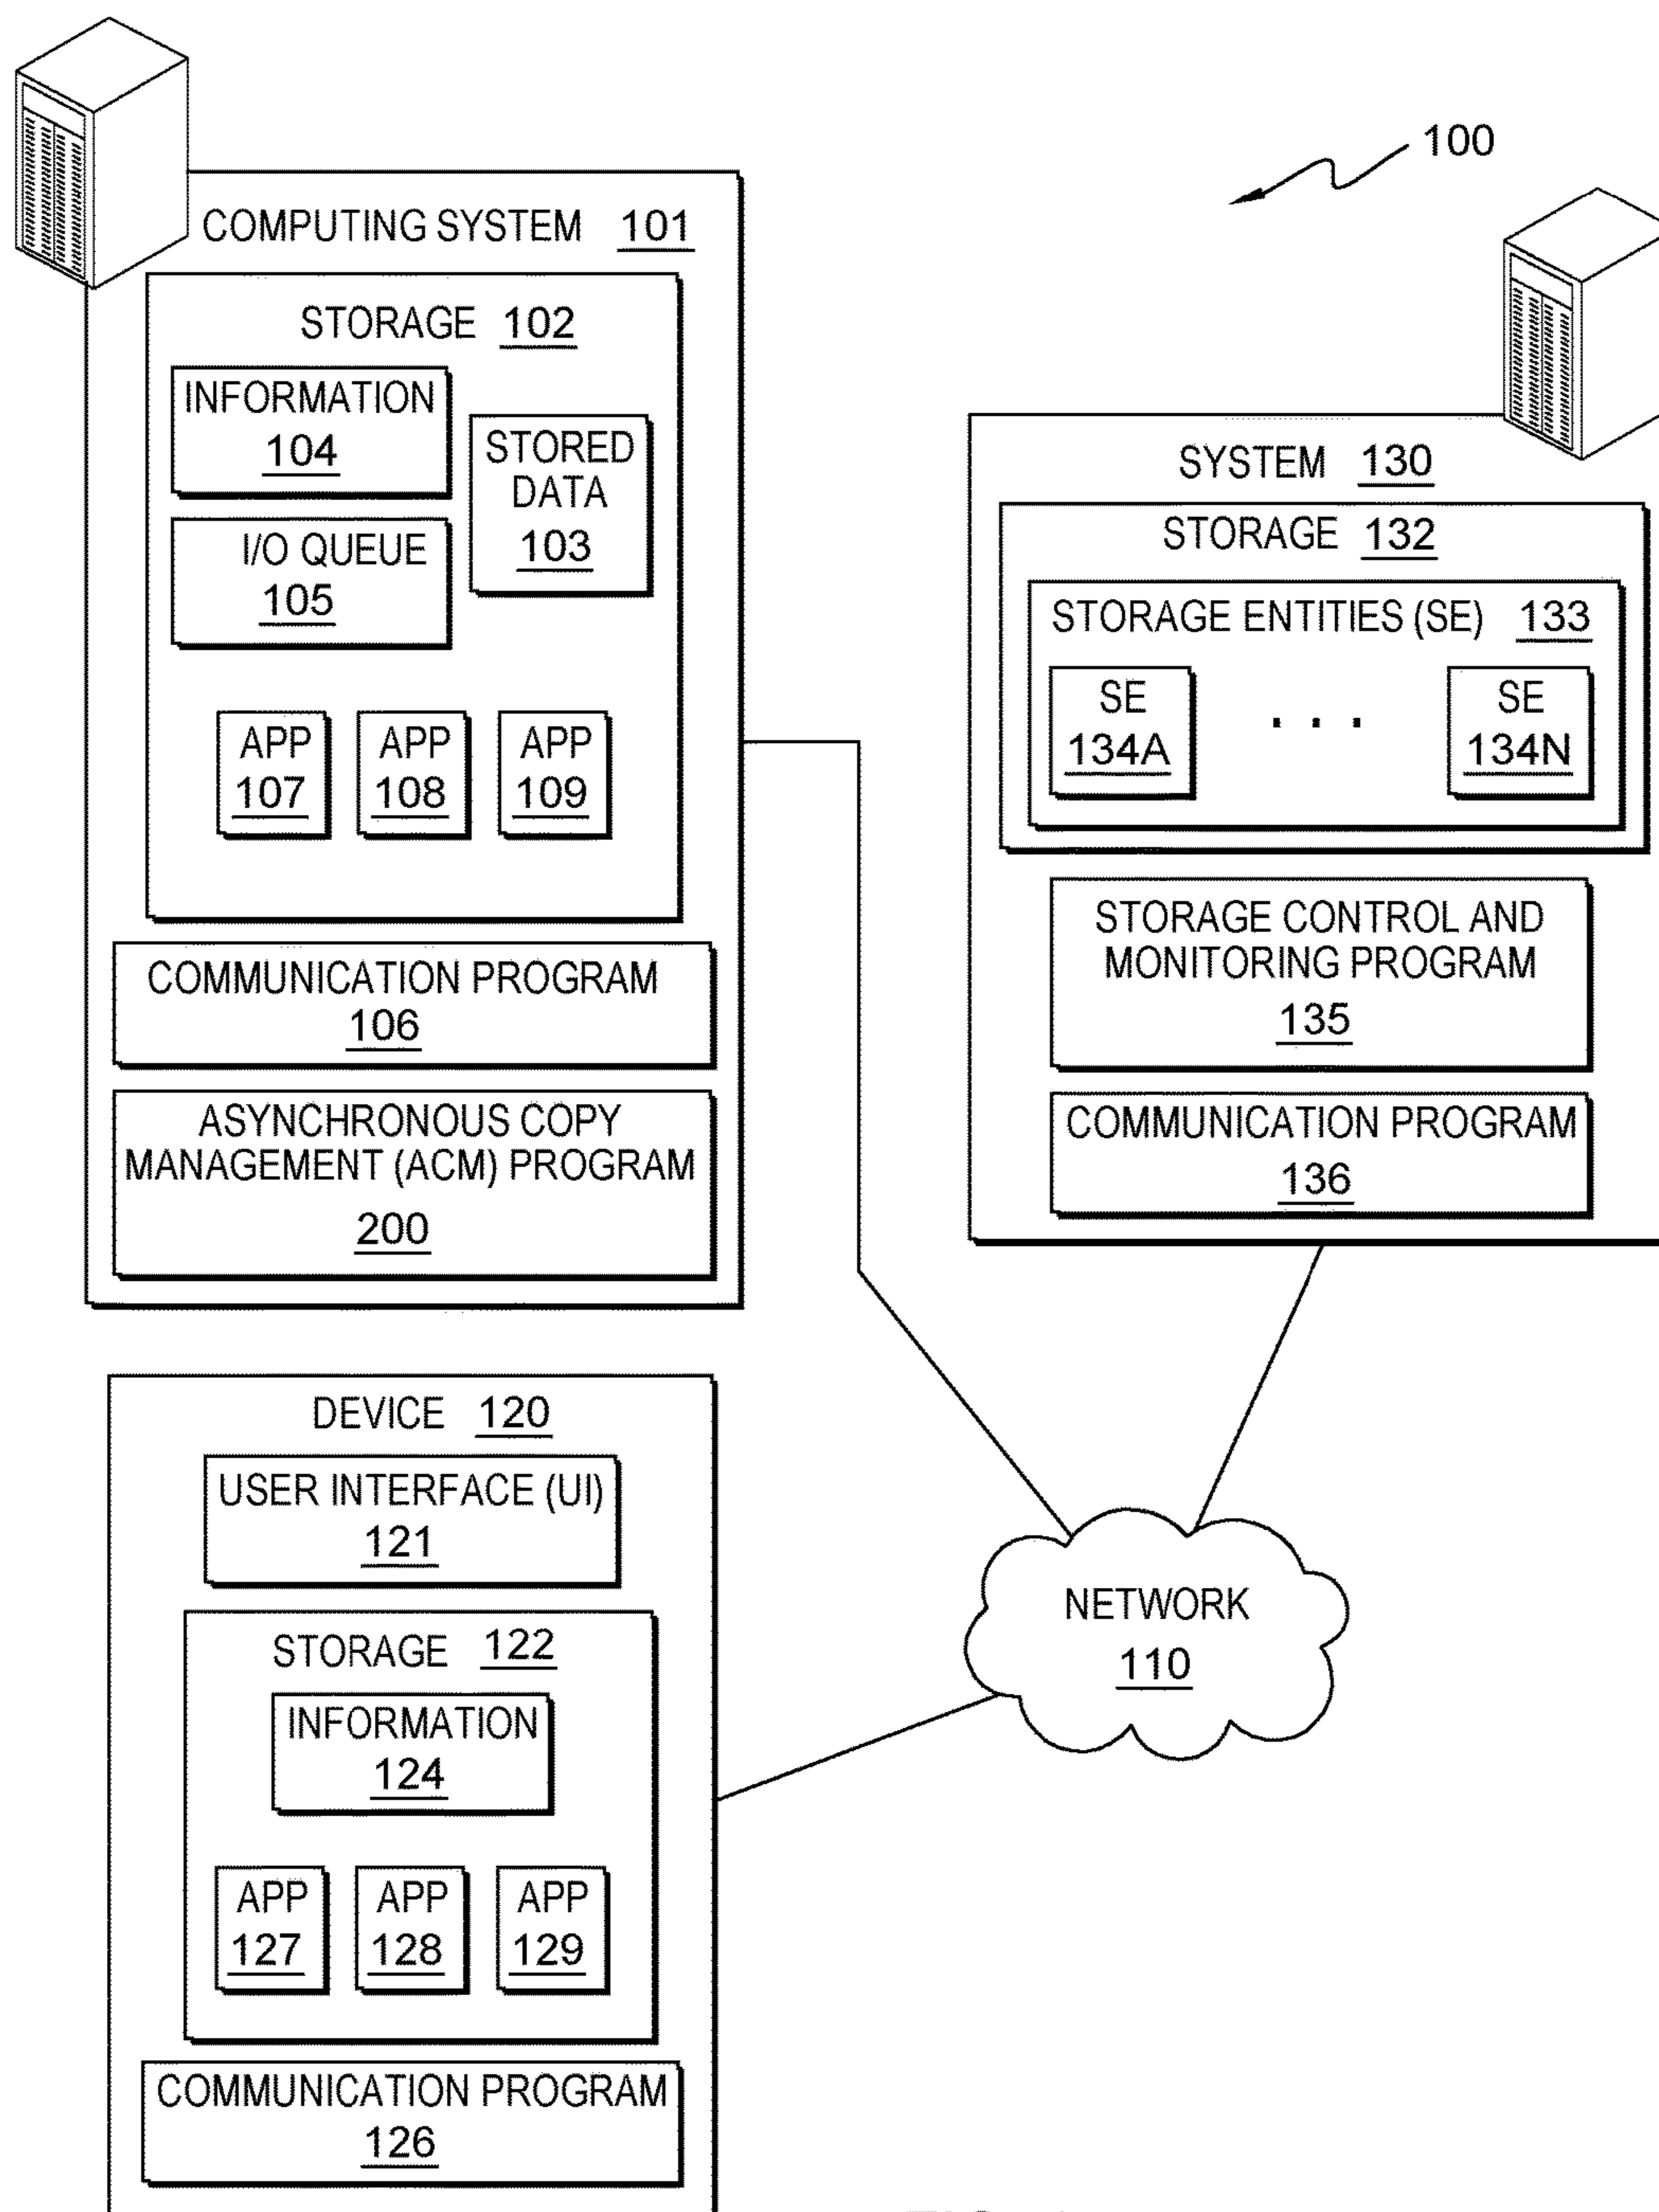 100
COMPUTING SYSTEM 101
STORAGE 102
INFORMATION
104
STORED
DATA
103
I/O QUEUE
105
APP
107
APP
108
APP
109
COMMUNICATION PROGRAM
106
ASYNCHRONOUS COPY
MANAGEMENT (ACM) PROGRAM
200
SYSTEM 130
STORAGE 132
STORAGE ENTITIES (SE) 133
SE
134A
. . .
SE
134N
STORAGE CONTROL AND
MONITORING PROGRAM
135
COMMUNICATION PROGRAM
136
DEVICE 120
USER INTERFACE (UI)
121
STORAGE 122
INFORMATION
124
APP
127
APP
128
APP
129
COMMUNICATION PROGRAM
126
NETWORK
110